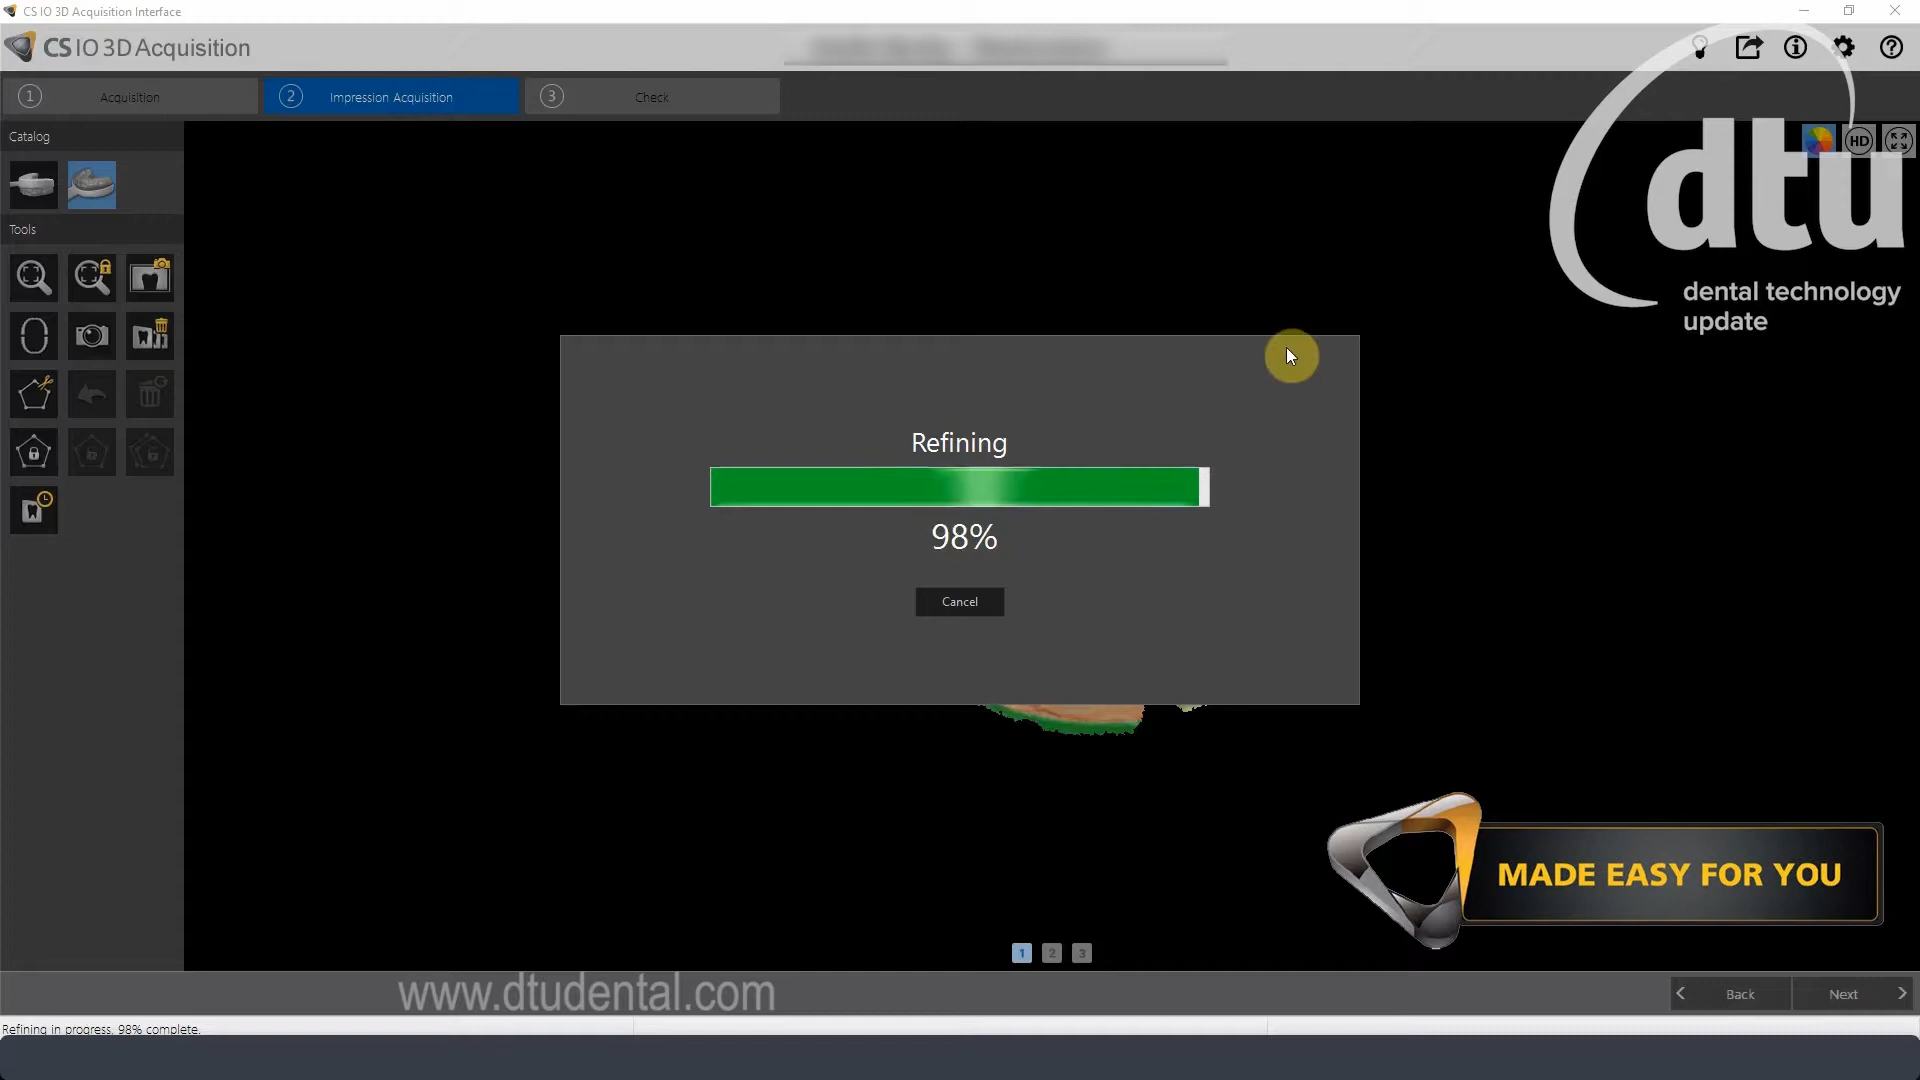 CS IO 3D Acquisition Interface
CS IO 3D Acquisition
1 Acquisition
2 Impression Acquisition
3 Check
Catalog
HD
dtu
dental technology
update
Tools
Refining
98%
Cancel
MADE EASY FOR YOU
1 2 3
www.dtudental.com
Back
Next
Refining in progress, 98% complete.